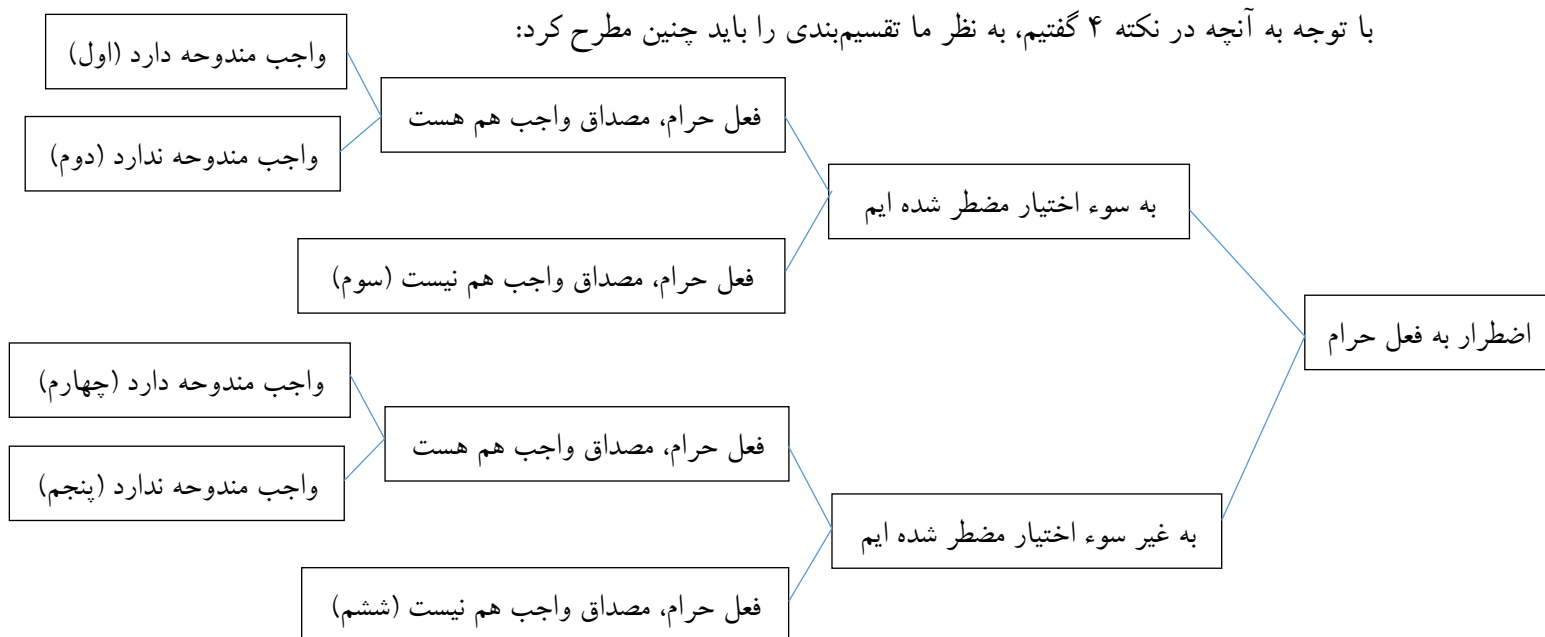 با توجه به آنچه در نکته ۴ گفتیم، به نظر ما تقسیم‌بندی را باید چنین مطرح کرد:
اضطرار به فعل حرام
به سوء اختیار مضطر شده ایم
فعل حرام، مصداق واجب هم هست
واجب مندوحه دارد (اول)
واجب مندوحه ندارد (دوم)
فعل حرام، مصداق واجب هم نیست (سوم)
به غیر سوء اختیار مضطر شده ایم
فعل حرام، مصداق واجب هم هست
واجب مندوحه دارد (چهارم)
واجب مندوحه ندارد (پنجم)
فعل حرام، مصداق واجب هم نیست (ششم)